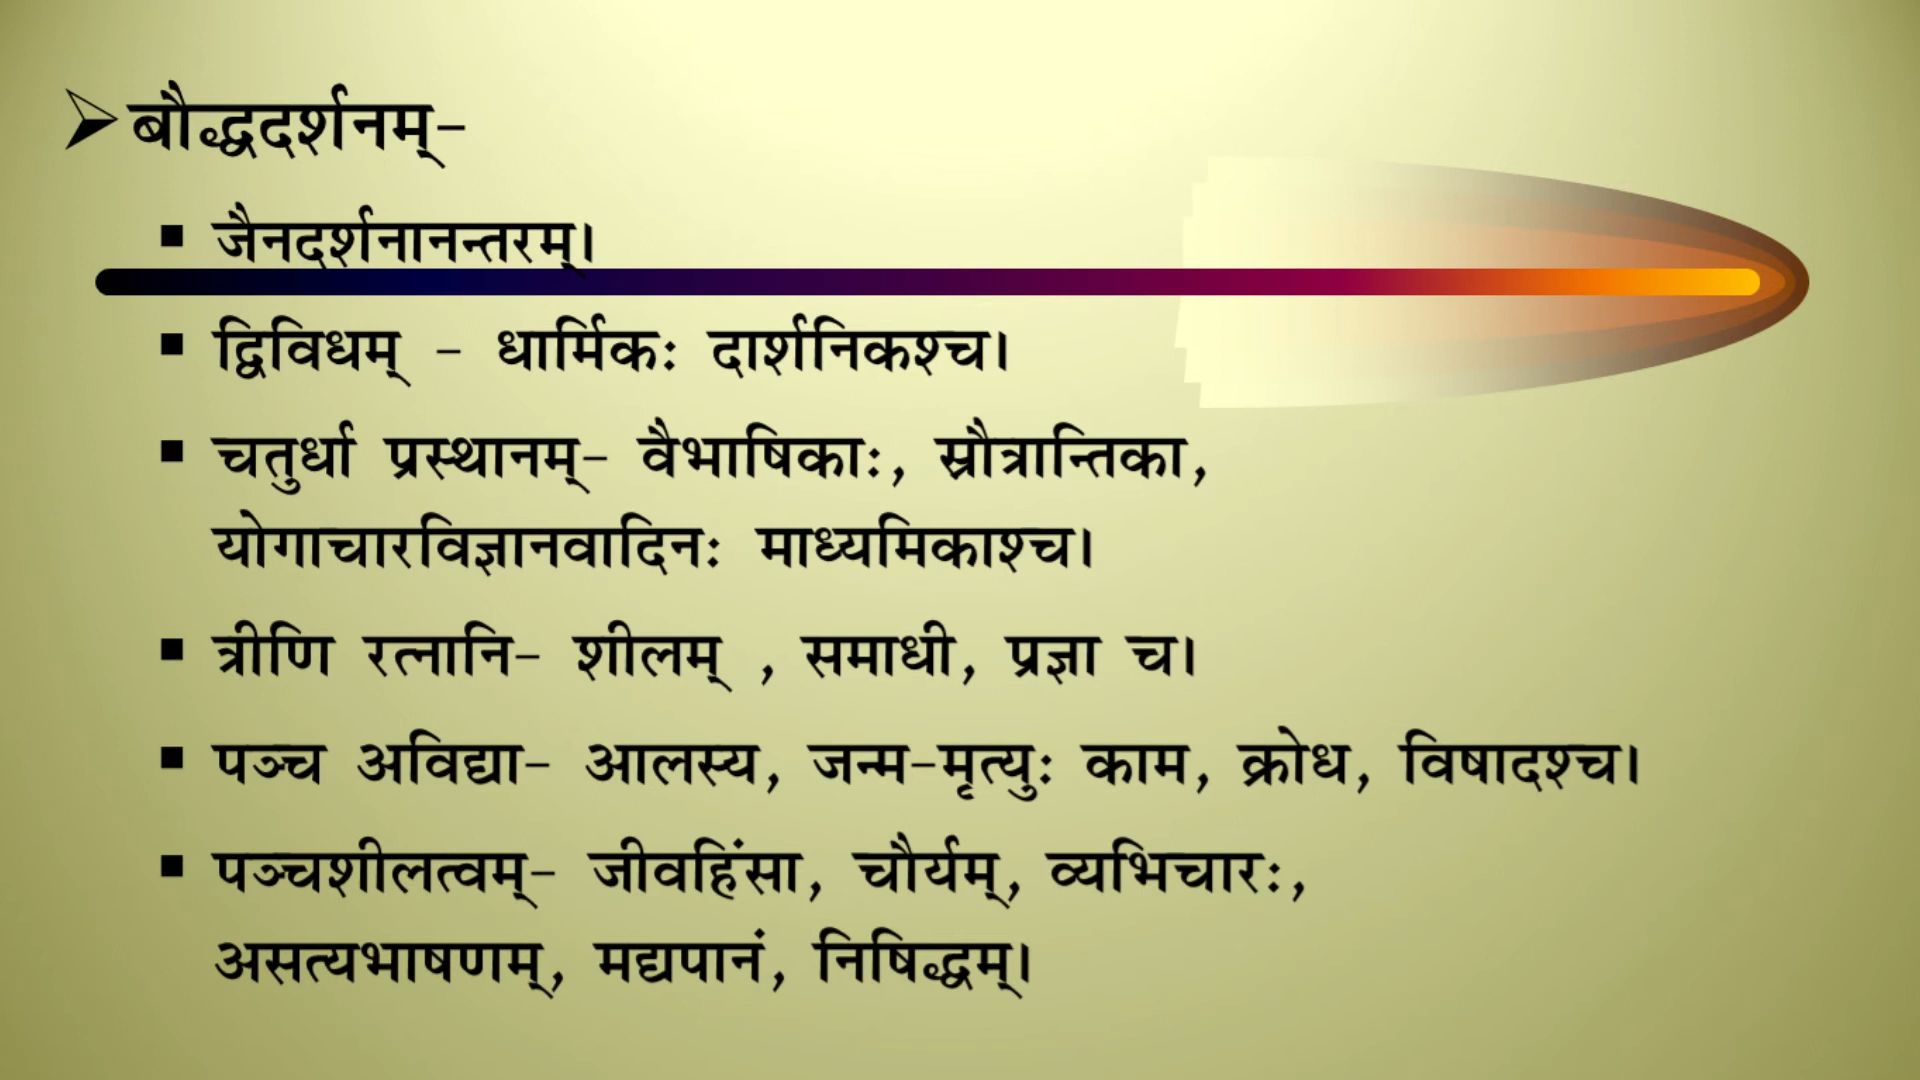 बौद्धदर्शनम्-
जैनदर्शनानन्तरम्।
द्विविधम् - धार्मिकः दार्शनिकश्च।
चतुर्धा प्रस्थानम्- वैभाषिकाः, स्रौत्रान्तिका,
योगाचारविज्ञानवादिनः माध्यमिकाश्च।
त्रीणि रत्नानि- शीलम् , समाधी, प्रज्ञा च।
पञ्च अविद्या- आलस्य, जन्म-मृत्युः काम, क्रोध, विषादश्च।
पञ्चशीलत्वम्- जीवहिंसा, चौर्यम्, व्यभिचारः,
असत्यभाषणम्, मद्यपानं, निषिद्धम्।